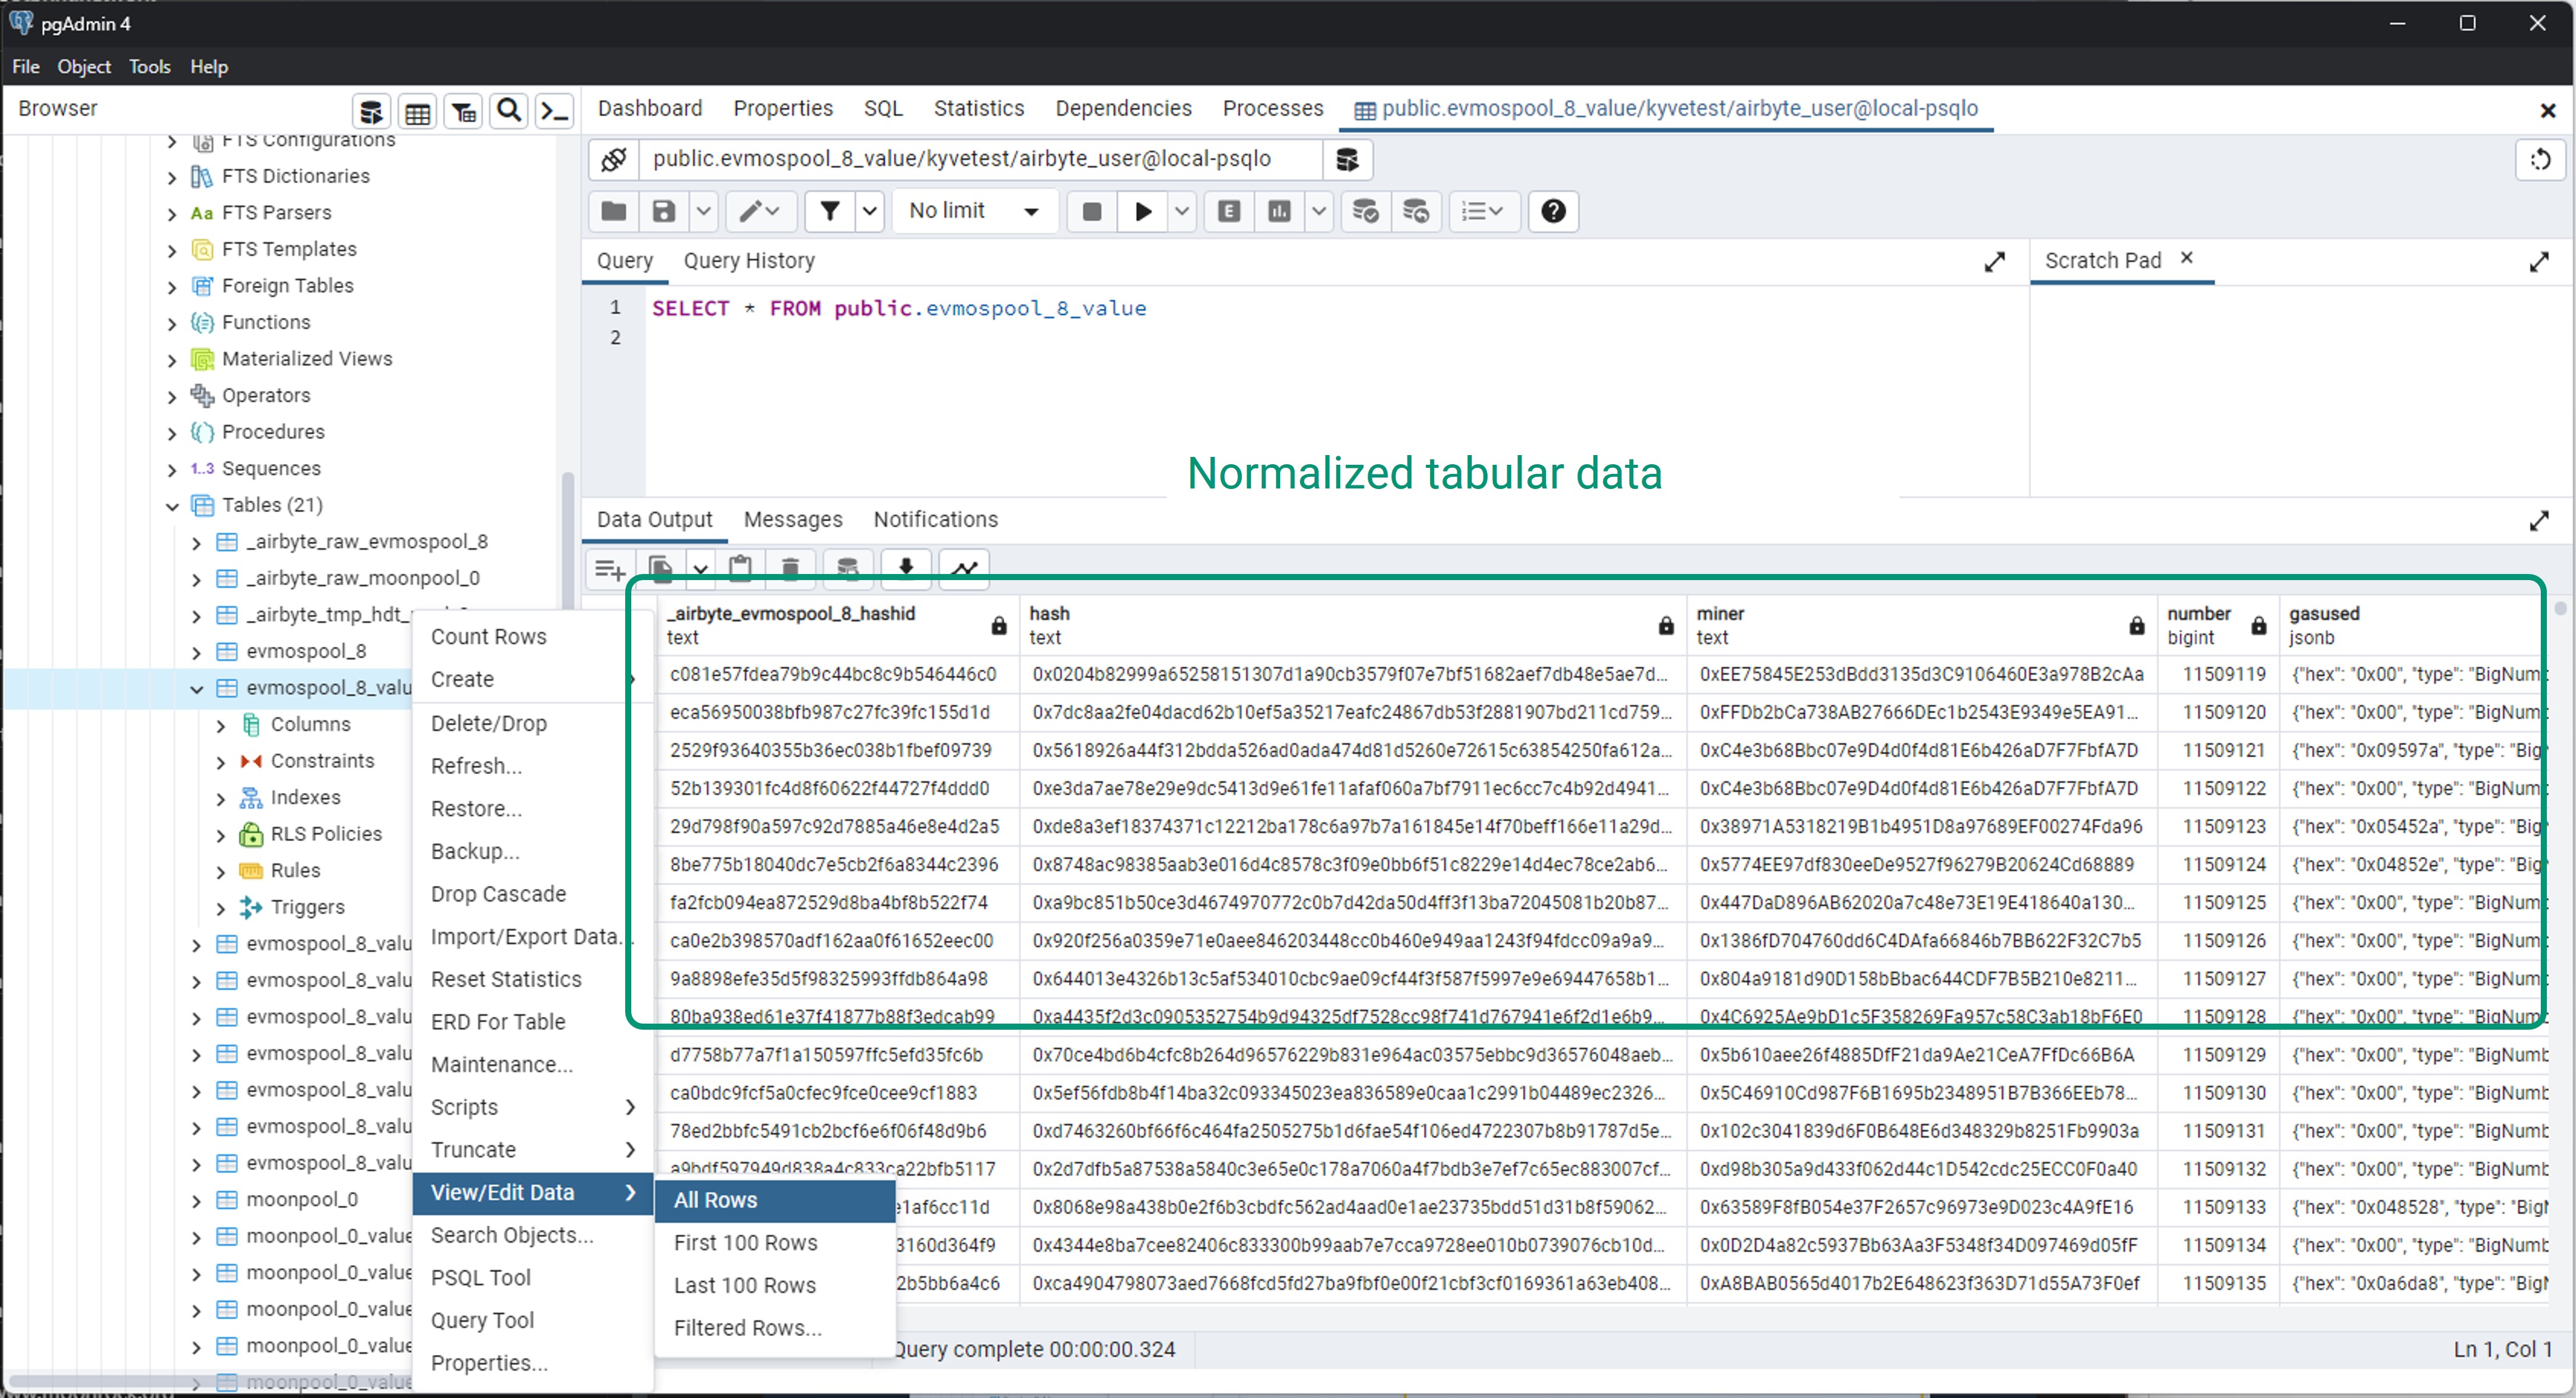 pgAdmin 4
File Object Tools Help
Browser
Dashboard Properties SQL Statistics Dependencies Processes public.evmospool_8_value/kyvetest/airbyte_user@local-psqlo
public.evmospool_8_value/kyvetest/airbyte_user@local-psqlo
No limit
Query Query History
Scratch Pad
1 SELECT * FROM public.evmospool_8_value
2
Normalized tabular data
Data Output Messages Notifications
FTS Configurations
FTS Dictionaries
Aa FTS Parsers
FTS Templates
Foreign Tables
Functions
Materialized Views
Operators
Procedures
1..3 Sequences
Tables (21)
_airbyte_raw_evmospool_8
_airbyte_raw_moonpool_0
_airbyte_tmp_hdt_
evmospool_8
evmospool_8_valu
Columns
Constraints
Indexes
RLS Policies
Rules
Triggers
evmospool_8_valu
evmospool_8_valu
evmospool_8_valu
evmospool_8_valu
evmospool_8_valu
evmospool_8_valu
evmospool_8_valu
moonpool_0
moonpool_0_value
moonpool_0_value
moonpool_0_value
moonpool_0_value
moonpool_0_value
Count Rows
Create
Delete/Drop
Refresh...
Restore...
Backup...
Drop Cascade
Import/Export Data...
Reset Statistics
ERD For Table
Maintenance...
Scripts
Truncate
View/Edit Data
Search Objects...
PSQL Tool
Query Tool
Properties...
All Rows
First 100 Rows
Last 100 Rows
Filtered Rows...
_airbyte_evmospool_8_hashid hash miner number gasused
text text text bigint jsonb
c081e57fdea79b9c44bc8c9b546446c0 0x0204b82999a65258151307d1a90cb3579f07e7bf51682aef7db48e5ae7d... 0xEE75845E253dBdd3135d3C9106460E3a978B2cAa 11509119 {"hex": "0x00", "type": "BigNum
eca56950038bfb987c27fc39fc155d1d 0x7dc8aa2fe04dacd62b10ef5a35217eafc24867db53f2881907bd211cd759... 0xFFDb2bCa738AB27666DEc1b2543E9349e5EA91... 11509120 {"hex": "0x00", "type": "BigNum
2529f93640355b36ec038b1fbef09739 0x5618926a44f312bdda526ad0ada474d81d5260e72615c63854250fa612a... 0xC4e3b68Bbc07e9D4d0f4d81E6b426aD7F7FbfA7D 11509121 {"hex": "0x09597a", "type": "Big
52b139301fc4d8f60622f44727f4ddd0 0xe3da7ae78e29e9dc5413d9e61fe11afaf060a7bf7911ec6cc7c4b92d4941... 0xC4e3b68Bbc07e9D4d0f4d81E6b426aD7F7FbfA7D 11509122 {"hex": "0x00", "type": "BigNum
29d798f90a597c92d7885a46e8e4d2a5 0xde8a3ef18374371c12212ba178c6a97b7a161845e14f70beff166e11a29d... 0x38971A5318219B1b4951D8a97689EF00274Fda96 11509123 {"hex": "0x05452a", "type": "Big
8be775b18040dc7e5cb2f6a8344c2396 0x8748ac98385aab3e016d4c8578c3f09e0bb6f51c8229e14d4ec78ce2ab6... 0x5774EE97df830eeDe9527f96279B20624Cd68889 11509124 {"hex": "0x04852e", "type": "Big
fa2fcb094ea872529d8ba4bf8b522f74 0xa9bc851b50ce3d4674970772c0b7d42da50d4ff3f13ba72045081b20b87... 0x447DaD896AB62020a7c48e73E19E418640a130... 11509125 {"hex": "0x00", "type": "BigNum
ca0e2b398570adf162aa0f61652eec00 0x920f256a0359e71e0aee846203448cc0b460e949aa1243f94fdcc09a9a9... 0x1386fD704760dd6C4DAfa66846b7BB622F32C7b5 11509126 {"hex": "0x00", "type": "BigNum
9a8898efe35d5f98325993ffdb864a98 0x644013e4326b13c5af534010cbc9ae09cf44f3f587f5997e9e69447658b1... 0x804a9181d90D158bBbac644CDF7B5B210e8211... 11509127 {"hex": "0x00", "type": "BigNum
80ba938ed61e37f41877b88f3edcab99 0xa4435f2d3c0905352754b9d94325df7528cc98f741d767941e6f2d1e6b9... 0x4C6925Ae9bD1c5F358269Fa957c58C3ab18bF6E0 11509128 {"hex": "0x00", "type": "BigNum
d7758b77a7f1a150597ffc5efd35fc6b 0x70ce4bd6b4cfc8b264d96576229b831e964ac03575ebbc9d36576048aeb... 0x5b610aee26f4885DfF21da9Ae21CeA7FfDc66B6A 11509129 {"hex": "0x00", "type": "BigNumb
ca0bdc9fcf5a0cfec9fce0cee9cf1883 0x5ef56fdb8b4f14ba32c093345023ea836589e0caa1c2991b04489ec2326... 0x5C46910Cd987F6B1695b2348951B7B366EEb78... 11509130 {"hex": "0x00", "type": "BigNumb
78ed2bbfc5491cb2bcf6e6f06f48d9b6 0xd7463260bf66f6c464fa2505275b1d6fae54f106ed4722307b8b91787d5e... 0x102c3041839d6F0B648E6d348329b8251Fb9903a 11509131 {"hex": "0x00", "type": "BigNumb
a9bdf597949d838a4c833ca22bfb5117 0x2d7dfb5a87538a5840c3e65e0c178a7060a4f7bdb3e7ef7c65ec883007cf... 0xd98b305a9d433f062d44c1D542cdc25ECC0F0a40 11509132 {"hex": "0x00", "type": "BigNumb
e1af6cc11d 0x8068e98a438b0e2f6b3cbdfc562ad4aad0e1ae23735bdd51d31b8f59062... 0x63589F8fB054e37F2657c96973e9D023c4A9fE16 11509133 {"hex": "0x048528", "type": "BigN
3160d364f9 0x4344e8ba7cee82406c833300b99aab7e7cca9728ee010b0739076cb10d... 0x0D2D4a82c5937Bb63Aa3F5348f34D097469d05fF 11509134 {"hex": "0x00", "type": "BigNumb
2b5bb6a4c6 0xca4904798073aed7668fcd5fd27ba9fbf0e00f21cbf3cf0169361a63eb408... 0xA8BAB0565d4017b2E648623f363D71d55A73F0ef 11509135 {"hex": "0x0a6da8", "type": "BigN
Query complete 00:00:00.324
Ln 1, Col 1